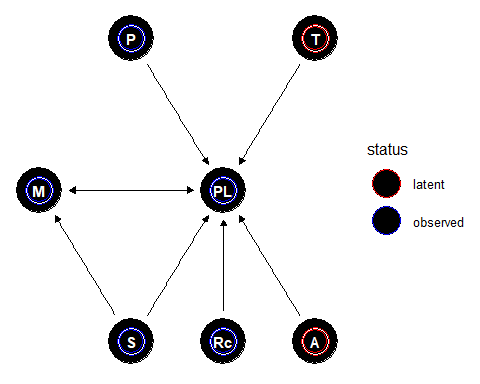 P
T
status
latent
M
PL
observed
S
Rc
A